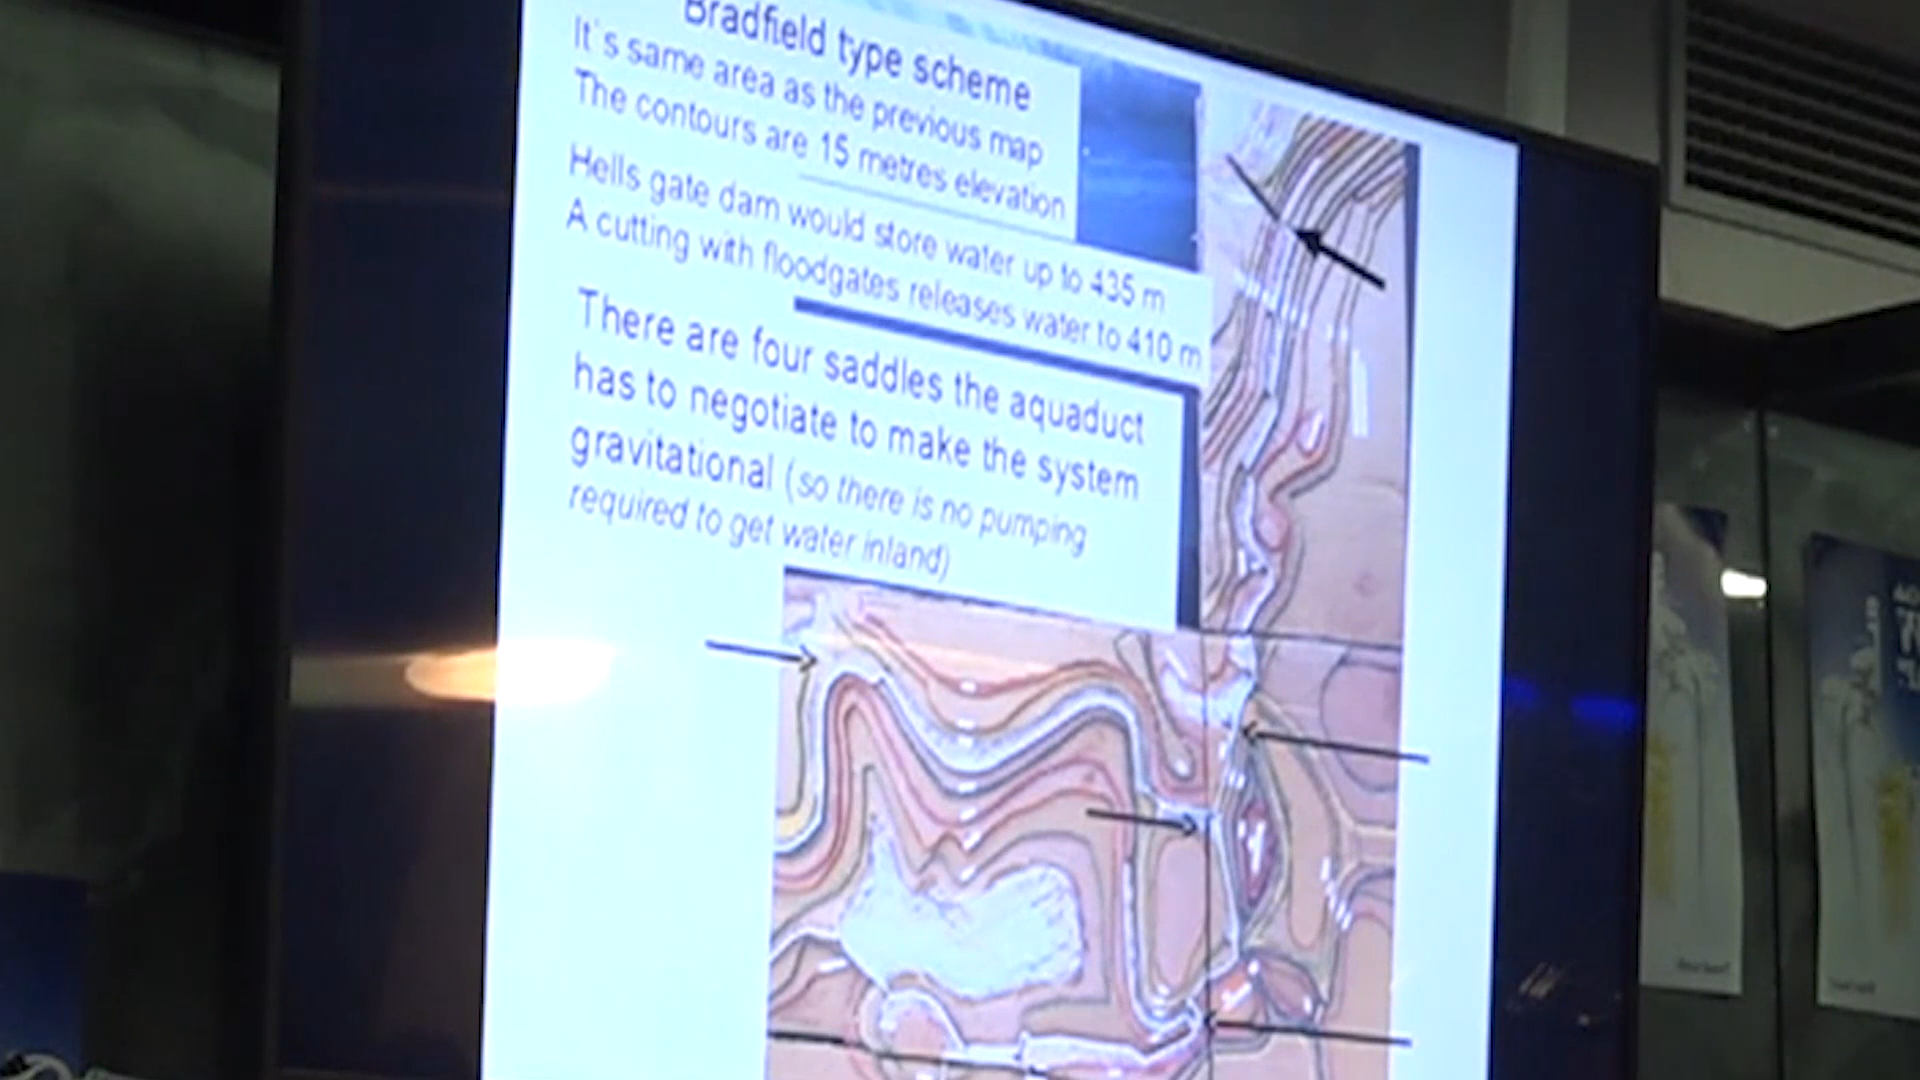 Bradfield type scheme
It's same area as the previous map
The contours are 15 metres elevation
Hells gate dam would store water up to 435 m
A cutting with floodgates releases water to 410 m
There are four saddles the aquaduct
has to negotiate to make the system
gravitational (so there is no pumping
required to get water inland)